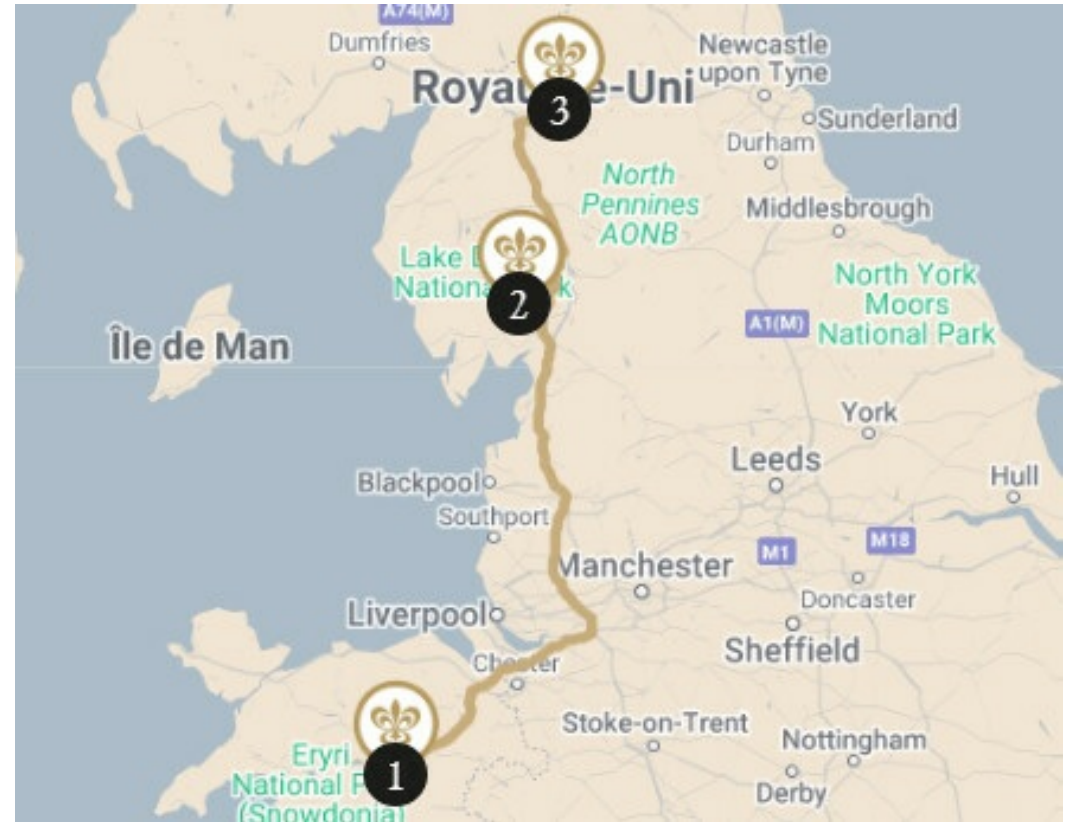 A74(M)
Dumfries
Newcastle
upon Tyne
3
Sunderland
Durham
North
Pennines
AONB
Middlesbrough
Lake
2
North York
Moors
National Park
A1(M)
Île de Man
York
Leeds
Blackpool
Hull
Southport
M1
M18
Manchester
Doncaster
Liverpool
Sheffield
Chester
Stoke-on-Trent
Nottingham
Eryri
National
1
(Snowdonia)
Derby